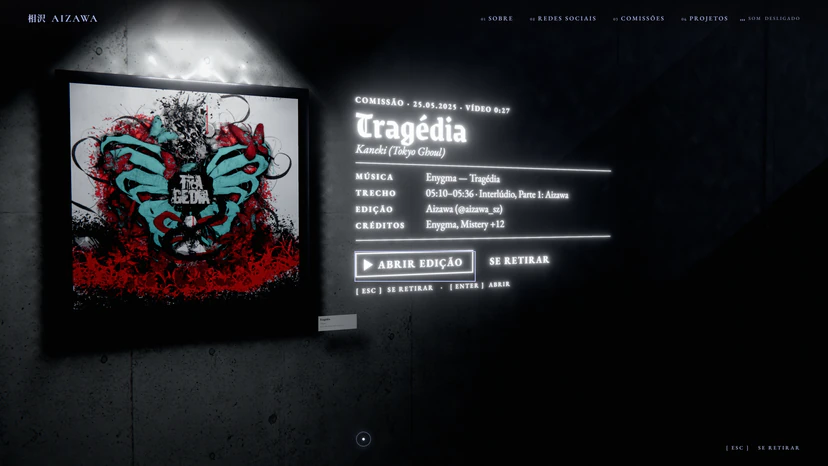 相沢 AIZAWA
01 SOBRE
02 REDES SOCIAIS
03 COMISSÕES
04 PROJETOS
SOM DESLIGADO
COMISSÃO · 25.05.2025 · VÍDEO 0:27
Tragédia
Kaneki (Tokyo Ghoul)
MÚSICA Enygma — Tragédia
TRECHO 05:10–05:36 · Interlúdio, Parte 1: Aizawa
EDIÇÃO Aizawa (@aizawa_sz)
CRÉDITOS Enygma, Mistery +12
▶ ABRIR EDIÇÃO
SE RETIRAR
[ ESC ] SE RETIRAR · [ ENTER ] ABRIR
TRA
GÉDIA
[ ESC ] SE RETIRAR